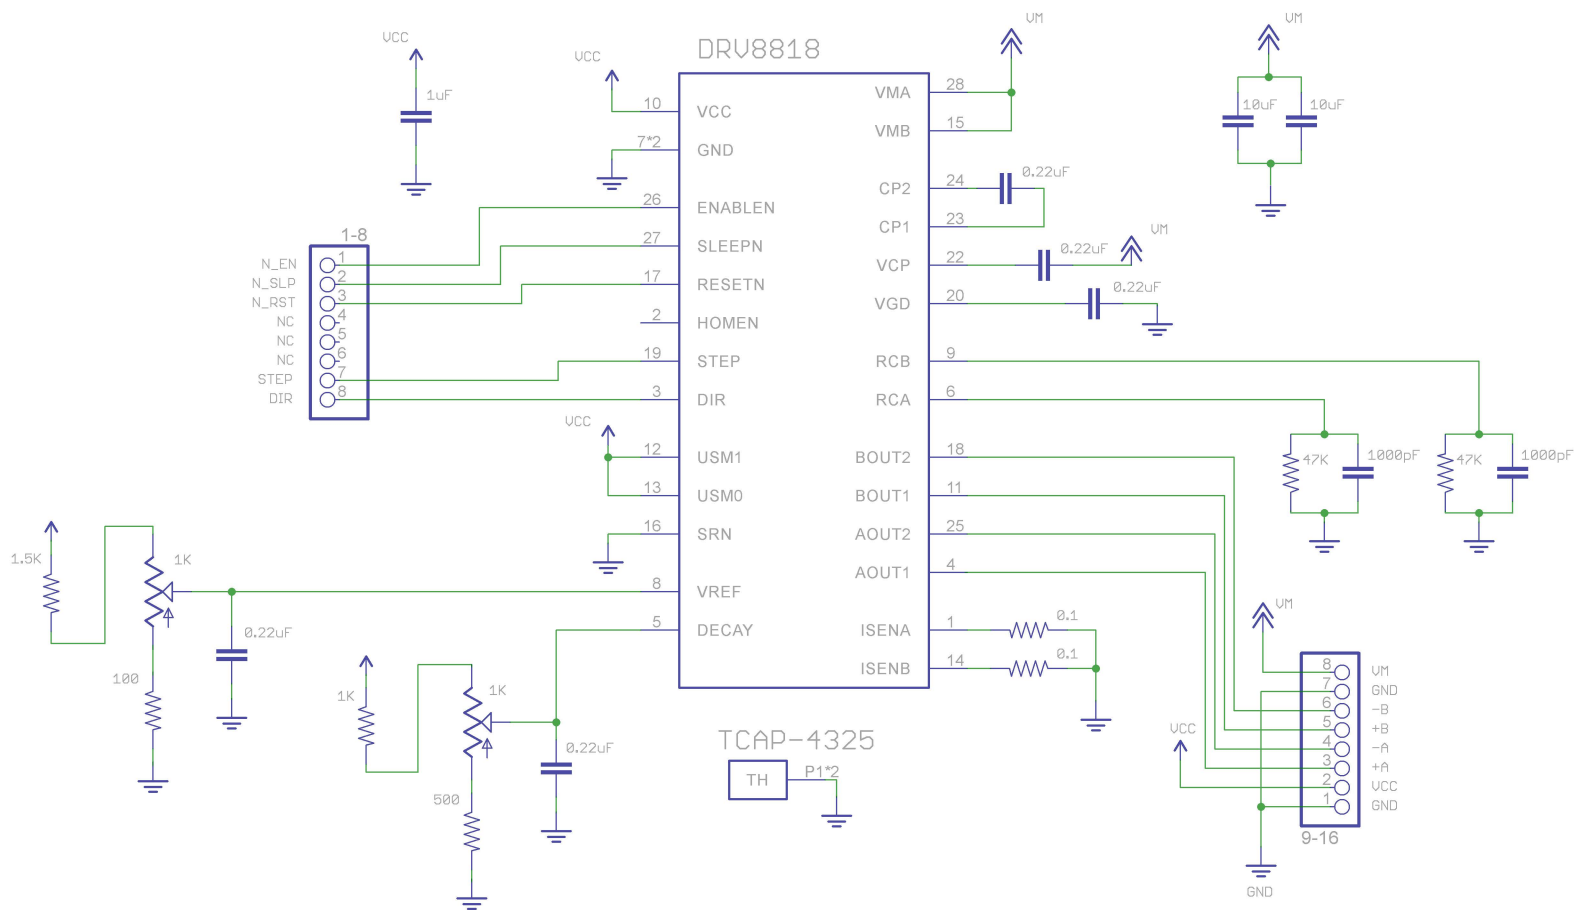 VM
VM
VCC
DRV8818
VCC
1uF
28 VMA
10uF 10uF
10 VCC
15 VMB
7*2 GND
24 CP2 0.22uF
26 ENABLEN
23 CP1
VM
1-8
27 SLEEPN
0.22uF
N_EN 1
22 VCP
N_SLP 2
17 RESETN
0.22uF
N_RST 3
20 VGD
NC 4
2 HOMEN
NC 5
NC 6
19 STEP
9 RCB
STEP 7
DIR 8
3 DIR
6 RCA
VCC
12 USM1
18 BOUT2
47K 1000pF 47K 1000pF
13 USM0
11 BOUT1
16 SRN
25 AOUT2
1.5K 1K
4 AOUT1
8 VREF
VM
0.22uF
5 DECAY
1 ISENA 0.1
14 ISENB 0.1
100
8 VM
1K 1K
7 GND
6 -B
VCC
5 +B
TCAP-4325
0.22uF
4 -A
TH P1*2
3 +A
2 VCC
500
1 GND
9-16
GND